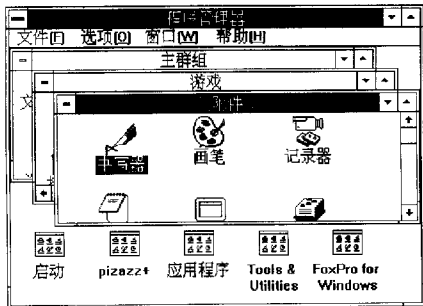 程序管理器
文件(F) 选项(O) 窗口(W) 帮助(H)
主群组
游戏
附件
书写器 画笔 记录器
启动 pizazz+ 应用程序 Tools & Utilities FoxPro for Windows